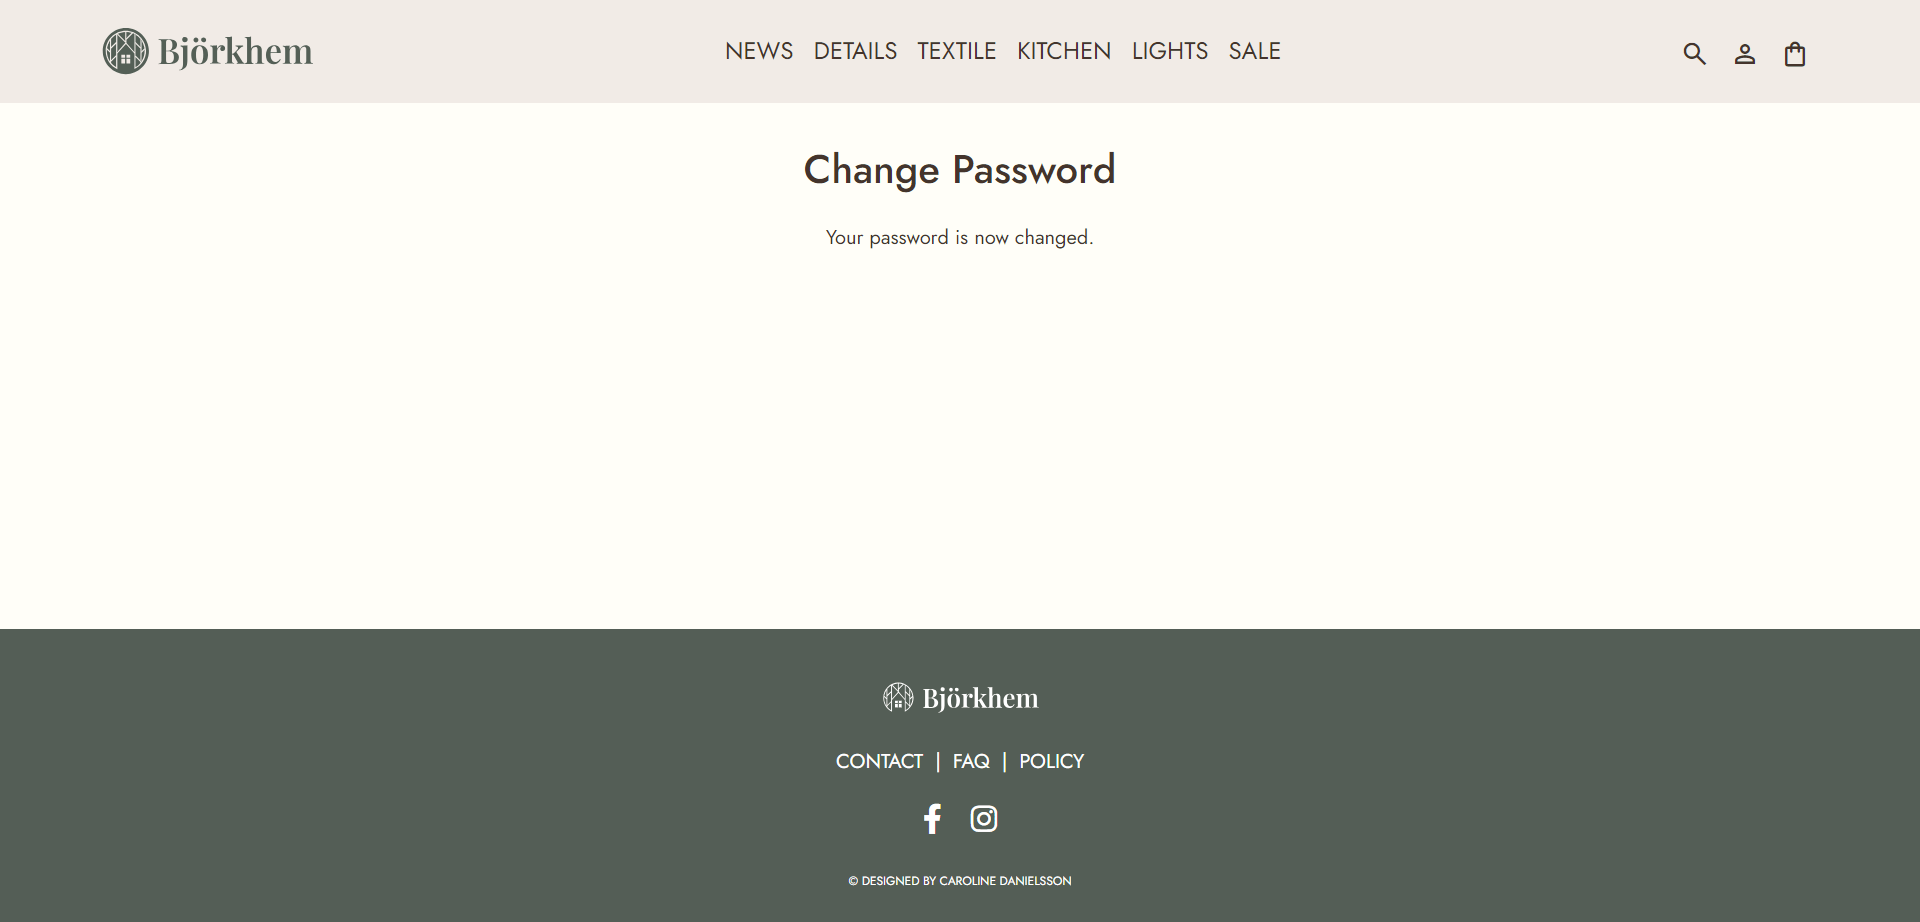 Björkhem
NEWS DETAILS TEXTILE KITCHEN LIGHTS SALE
Change Password
Your password is now changed.
Björkhem
CONTACT | FAQ | POLICY
© DESIGNED BY CAROLINE DANIELSSON